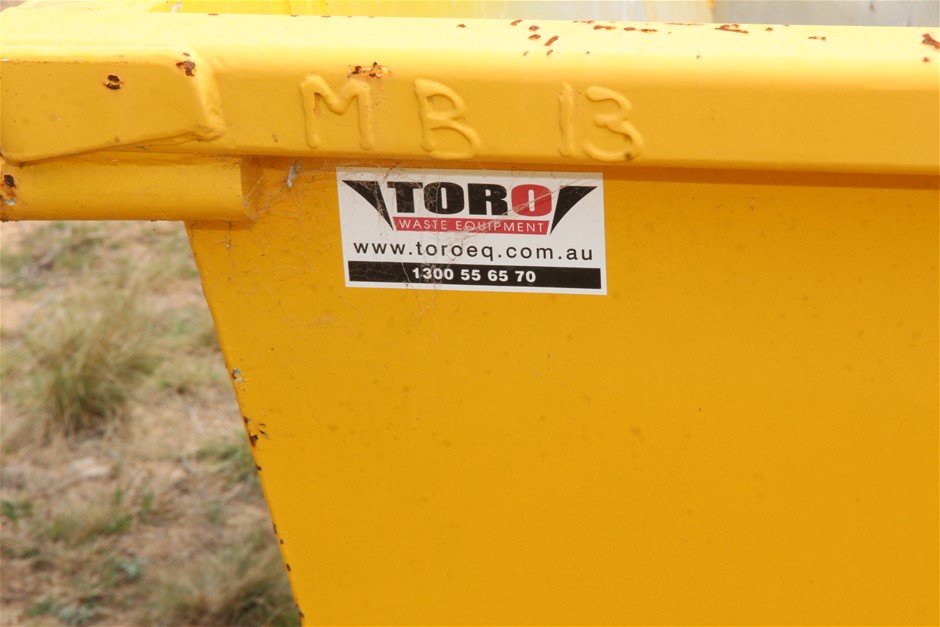 MB 13
TORO
WASTE EQUIPMENT
www.toroeq.com.au
1300 55 65 70